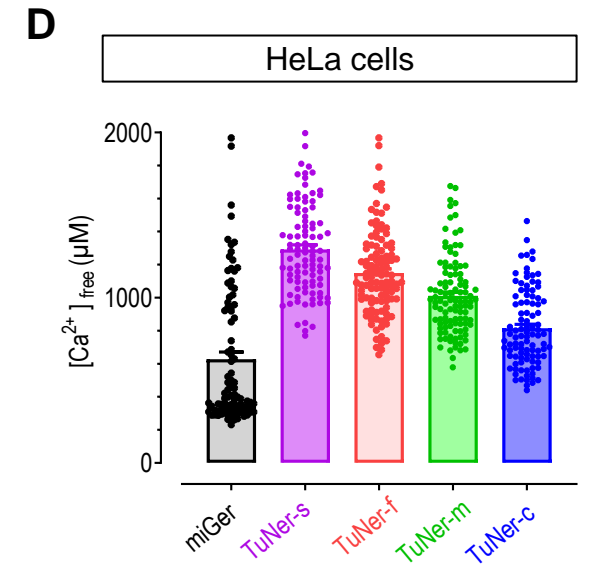 D
HeLa cells
[Ca²⁺]free (µM)
2000
1000
0
miGer
TuNer-s
TuNer-f
TuNer-m
TuNer-c